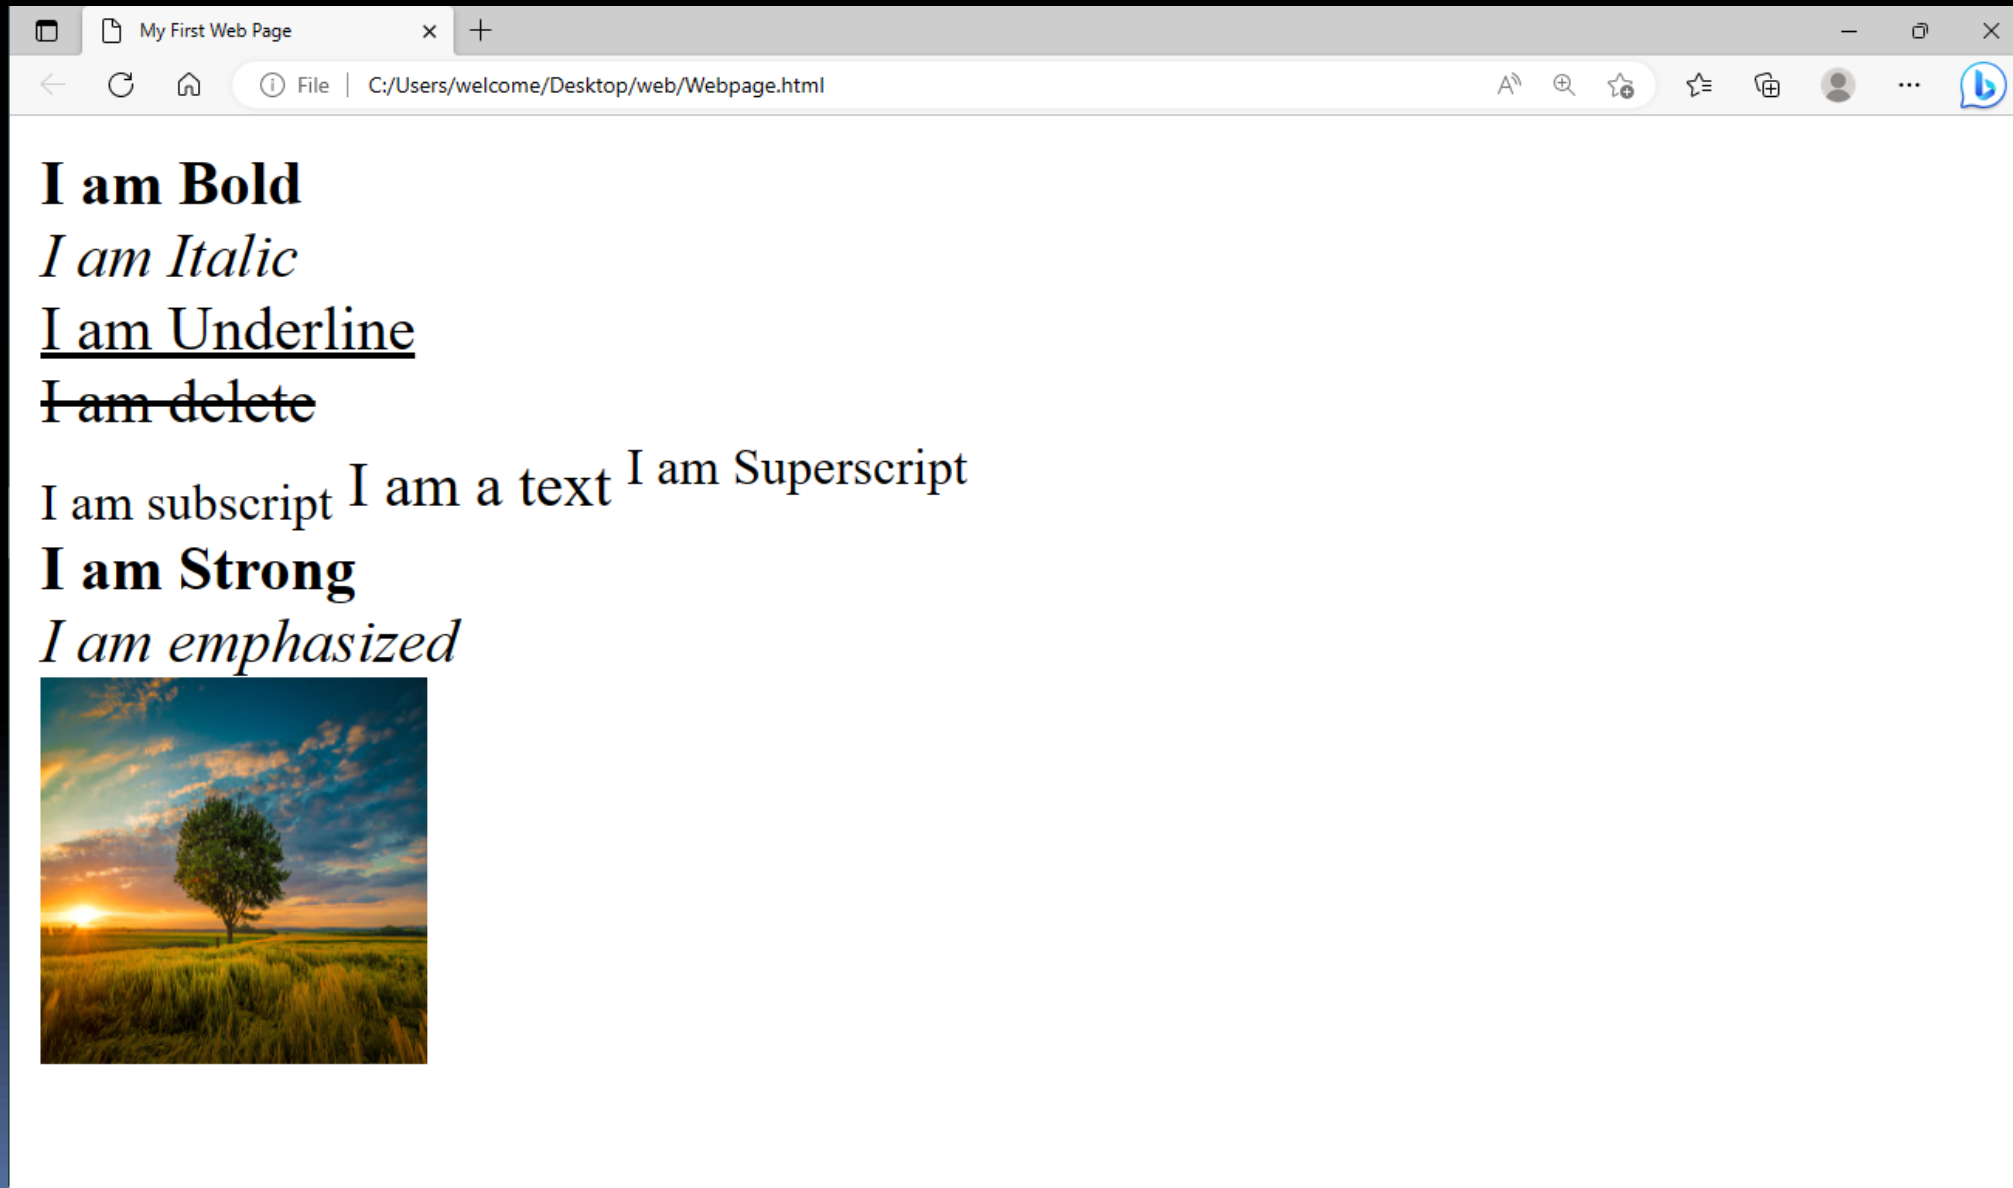 My First Web Page
File C:/Users/welcome/Desktop/web/Webpage.html
I am Bold
I am Italic
I am Underline
I am delete
I am subscript I am a text I am Superscript
I am Strong
I am emphasized